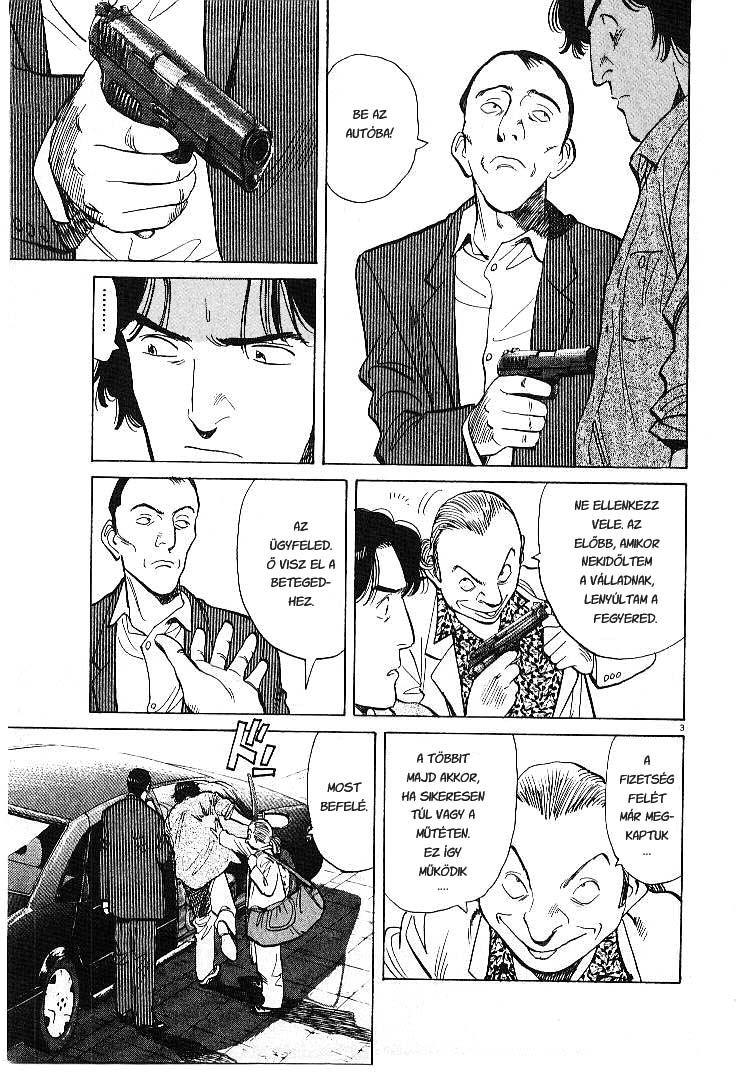 BE AZ
AUTÓBA!
..........
NE ELLENKEZZ
VELE. AZ
ELŐBB, AMIKOR
NEKIDŐLTEM
A VÁLLADNAK,
LENYÚLTAM A
FEGYERED.
AZ
ÜGYFELED.
Ő VISZ EL A
BETEGED-
HEZ.
3
A
FIZETSÉG
FELÉT
MÁR MEG-
KAPTUK
...
A TÖBBIT
MAJD AKKOR,
HA SIKERESEN
TÚL VAGY A
MŰTÉTEN.
EZ ÍGY
MŰKÖDIK
....
MOST
BEFELÉ.
ドン